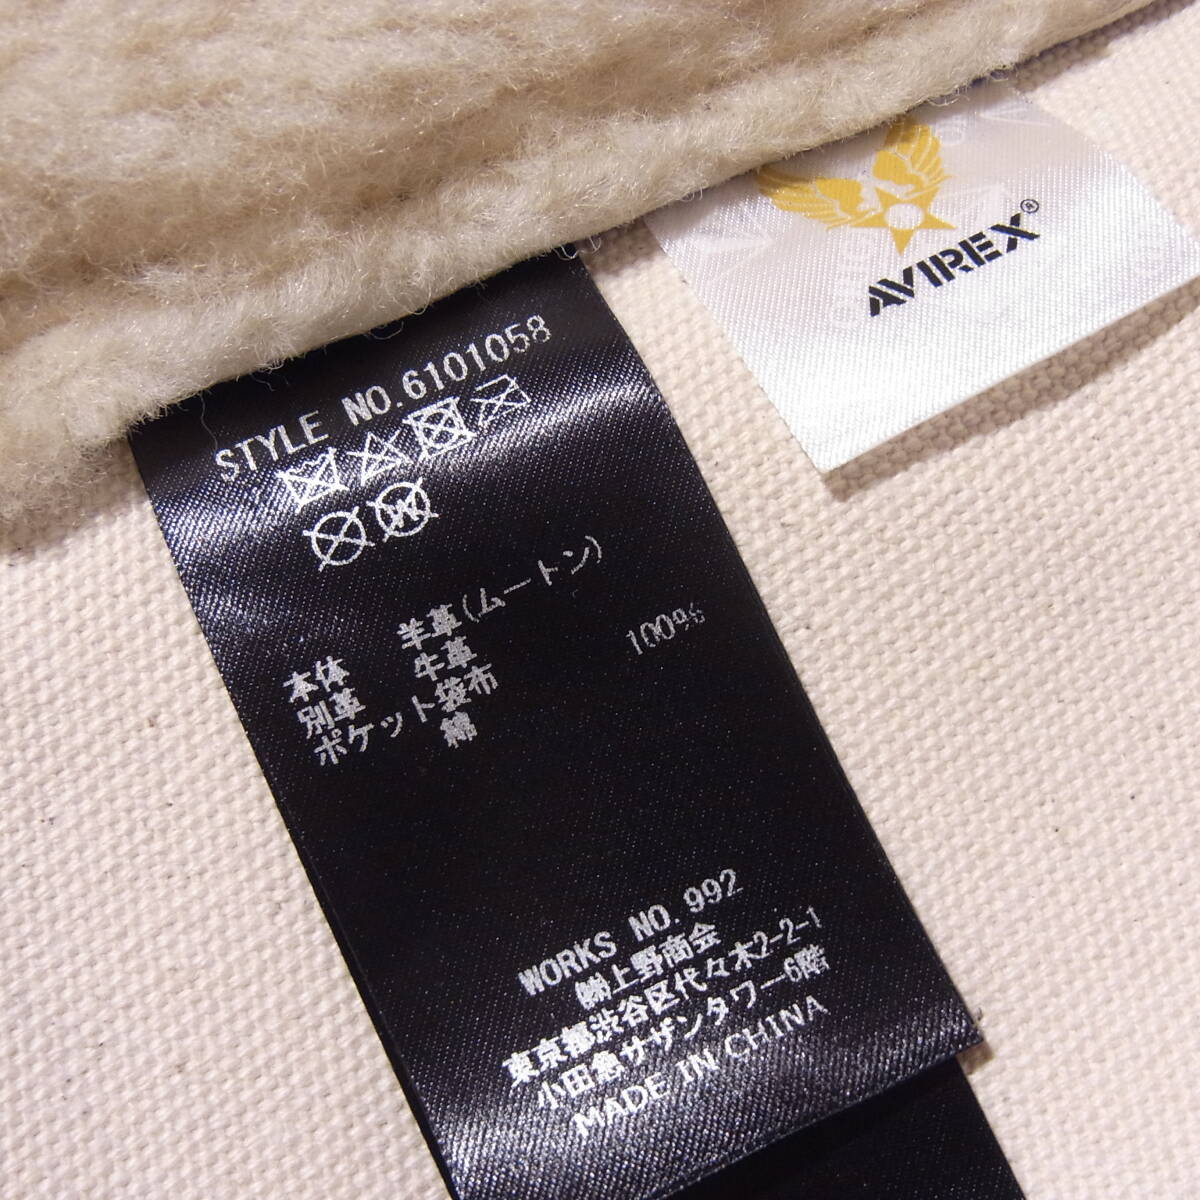 AVIREX®
STYLE NO.6101058
本体 羊革(ムートン)
別革 牛革
ポケット袋布
綿 100%
WORKS NO.992
㈱上野商会
東京都渋谷区代々木2-2-1
小田急サザンタワー6階
MADE IN CHINA